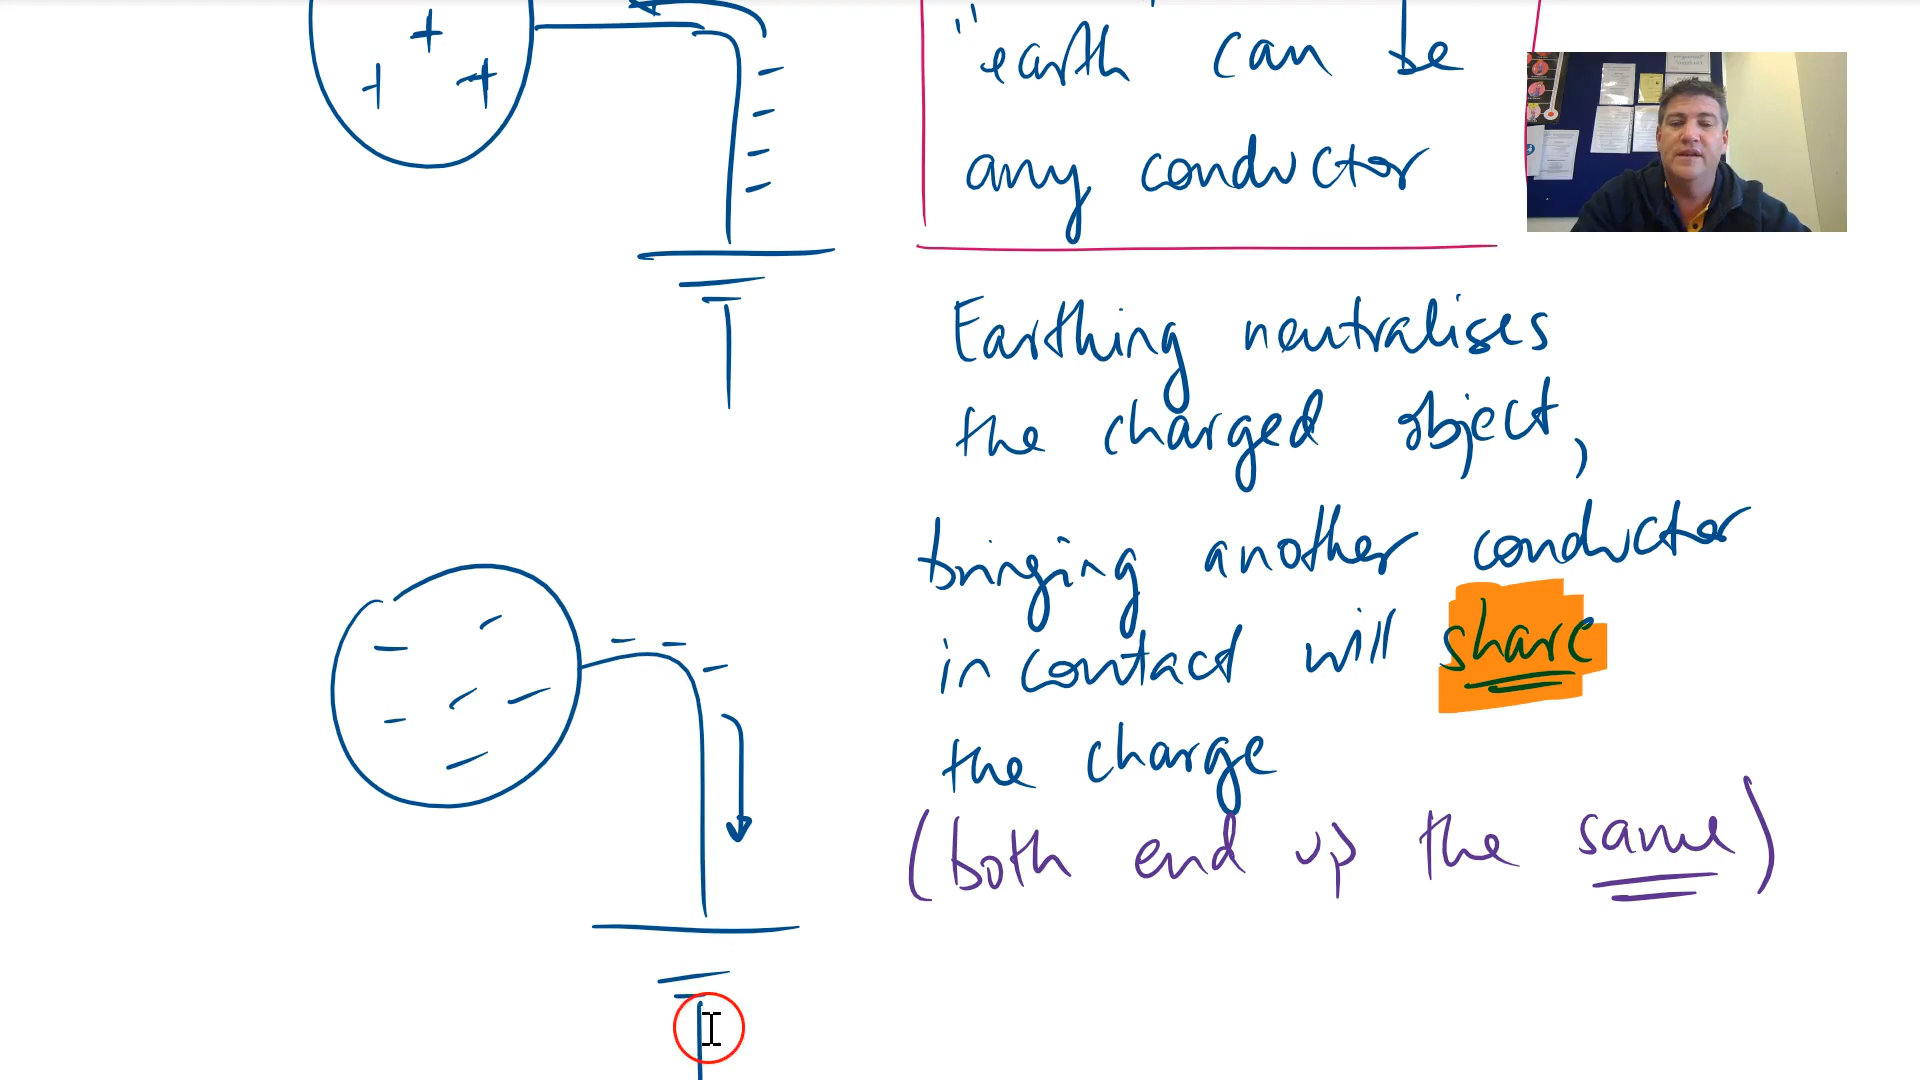 "earth can be
any conductor
Earthing neutralises
the charged object,
bringing another conductor
in contact will share
the charge
(both end up the same)